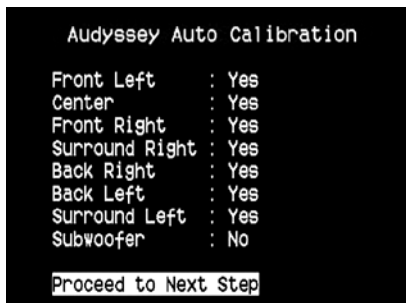 Audyssey Auto Calibration
Front Left : Yes
Center : Yes
Front Right : Yes
Surround Right : Yes
Back Right : Yes
Back Left : Yes
Surround Left : Yes
Subwoofer : No
Proceed to Next Step